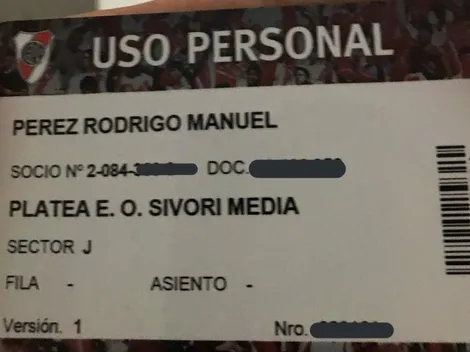 USO PERSONAL
PEREZ RODRIGO MANUEL
SOCIO Nº 2-084- DOC.
PLATEA E. O. SIVORI MEDIA
SECTOR J
FILA - ASIENTO -
Versión. 1 Nro.